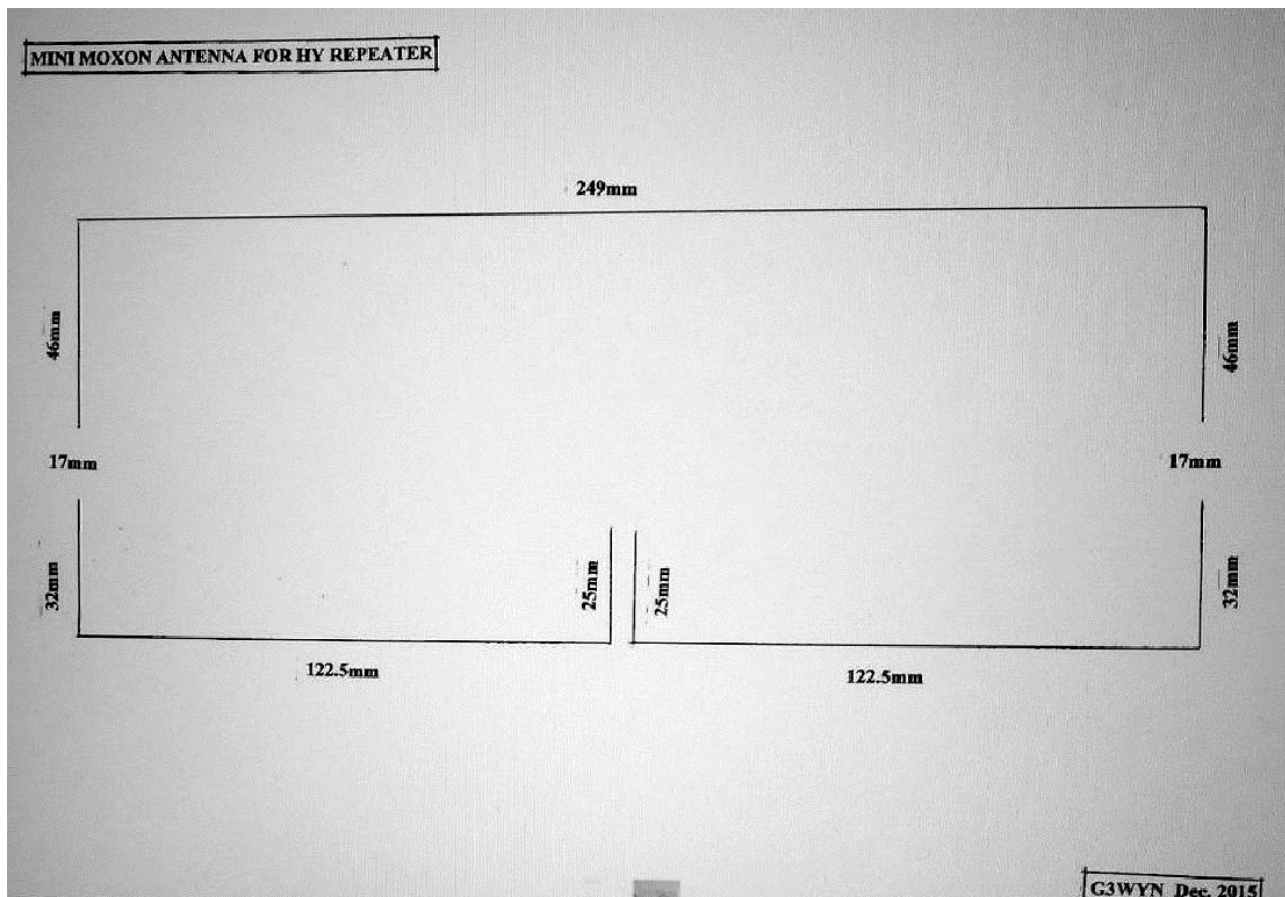 MINI MOXON ANTENNA FOR HY REPEATER
249mm
46mm
46mm
17mm
17mm
32mm
25mm
25mm
32mm
122.5mm
122.5mm
G3WYN Dec. 2015